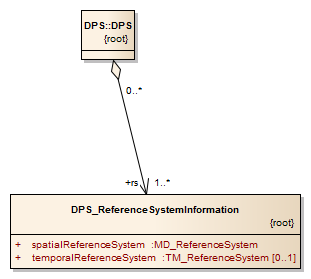 DPS::DPS
{root}
0..*
+rs 1..*
DPS_ReferenceSystemInformation
{root}
+ spatialReferenceSystem :MD_ReferenceSystem
+ temporalReferenceSystem :TM_ReferenceSystem [0..1]